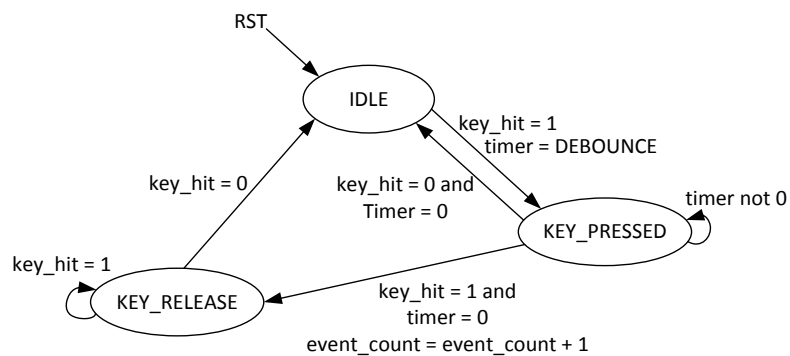 RST
IDLE
key_hit = 1
timer = DEBOUNCE
key_hit = 0
key_hit = 0 and
Timer = 0
timer not 0
KEY_PRESSED
key_hit = 1
KEY_RELEASE
key_hit = 1 and
timer = 0
event_count = event_count + 1